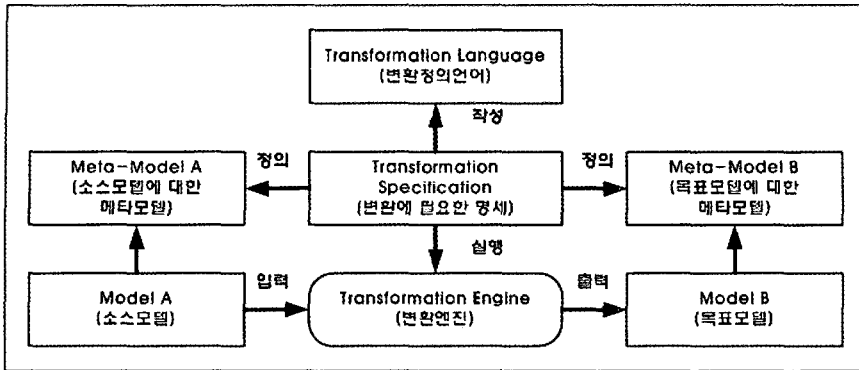 Transformation Language
(변환정의언어)
작성
Meta-Model A
(소스모델에 대한
메타모델)
정의
Transformation
Specification
(변환에 필요한 명세)
정의
Meta-Model B
(목표모델에 대한
메타모델)
실행
Model A
(소스모델)
입력
Transformation Engine
(변환엔진)
출력
Model B
(목표모델)